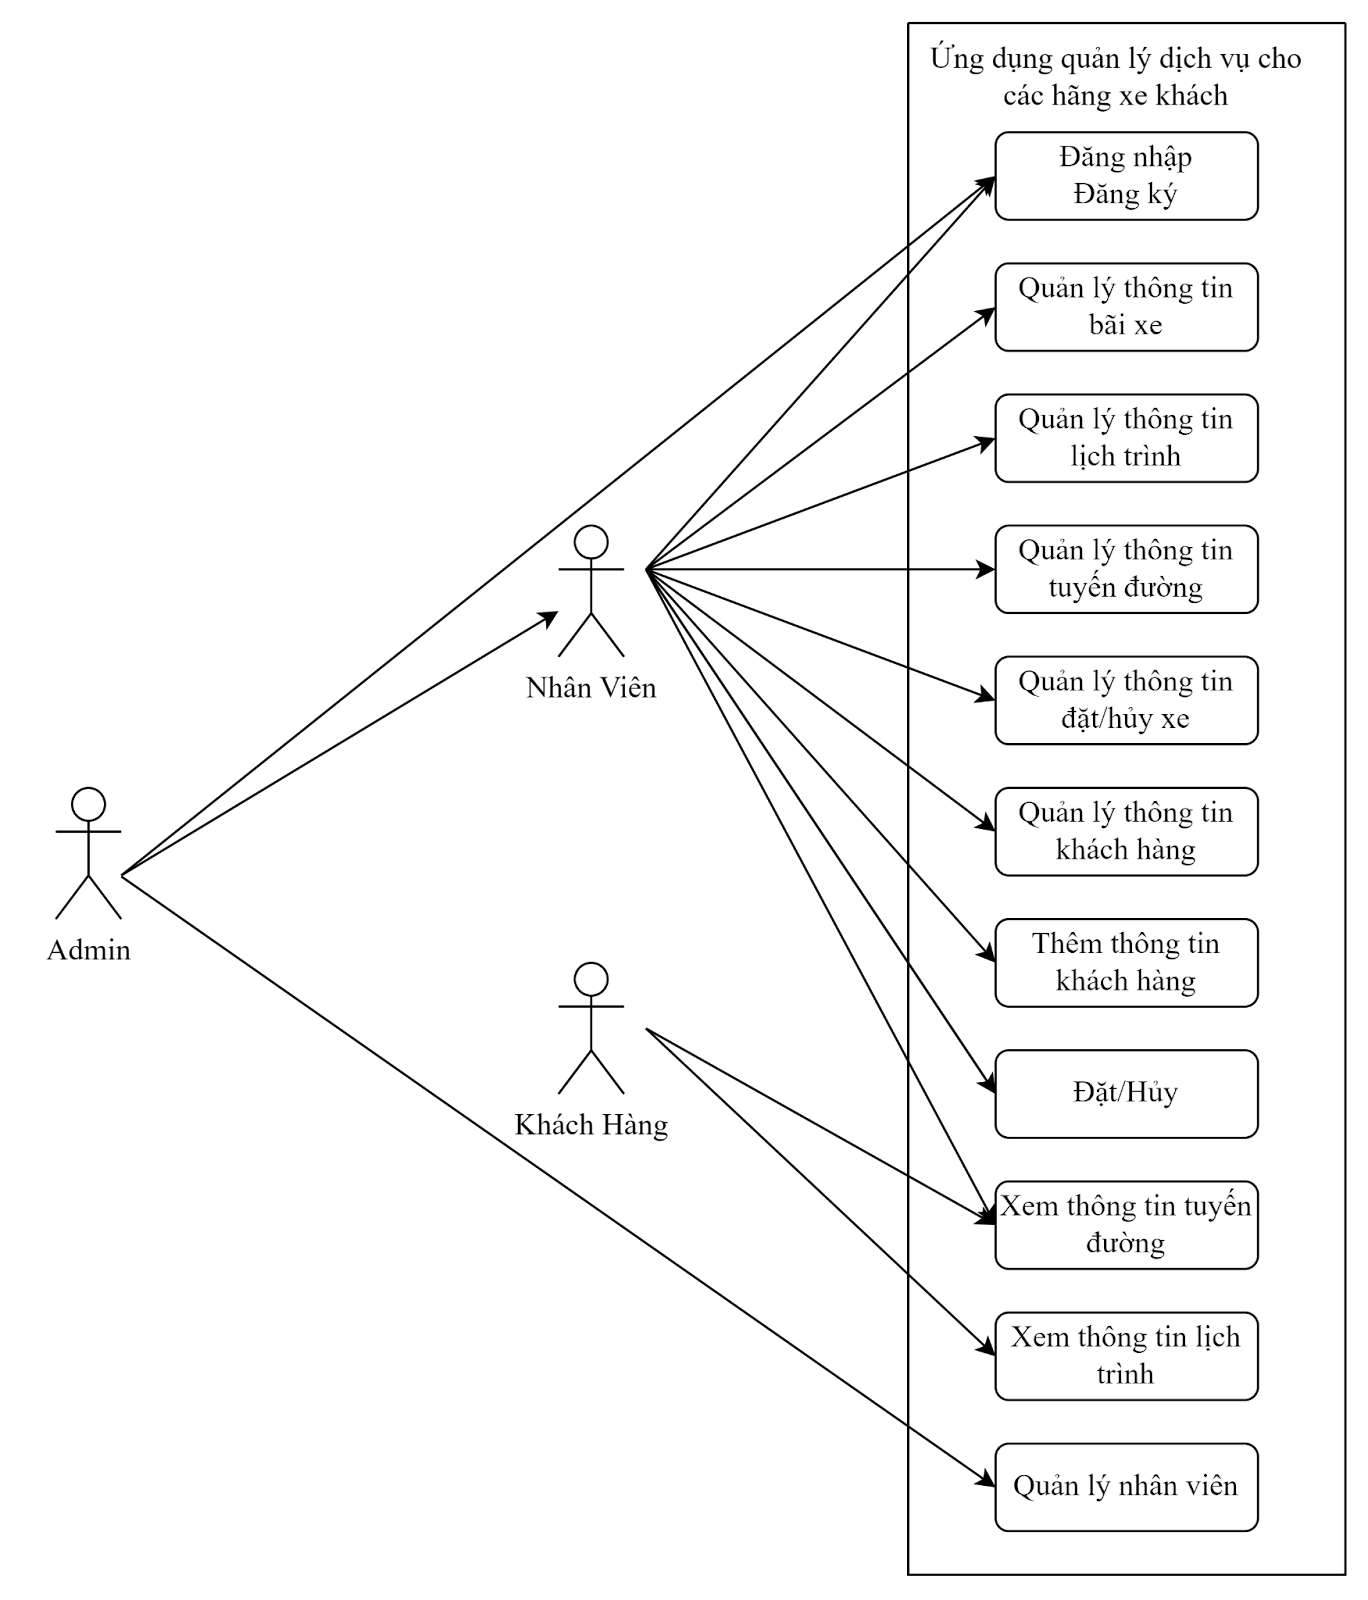 Ứng dụng quản lý dịch vụ cho
các hãng xe khách
Đăng nhập
Đăng ký
Quản lý thông tin
bãi xe
Quản lý thông tin
lịch trình
Quản lý thông tin
tuyến đường
Nhân Viên
Quản lý thông tin
đặt/hủy xe
Quản lý thông tin
khách hàng
Admin
Thêm thông tin
khách hàng
Khách Hàng
Đặt/Hủy
Xem thông tin tuyến
đường
Xem thông tin lịch
trình
Quản lý nhân viên